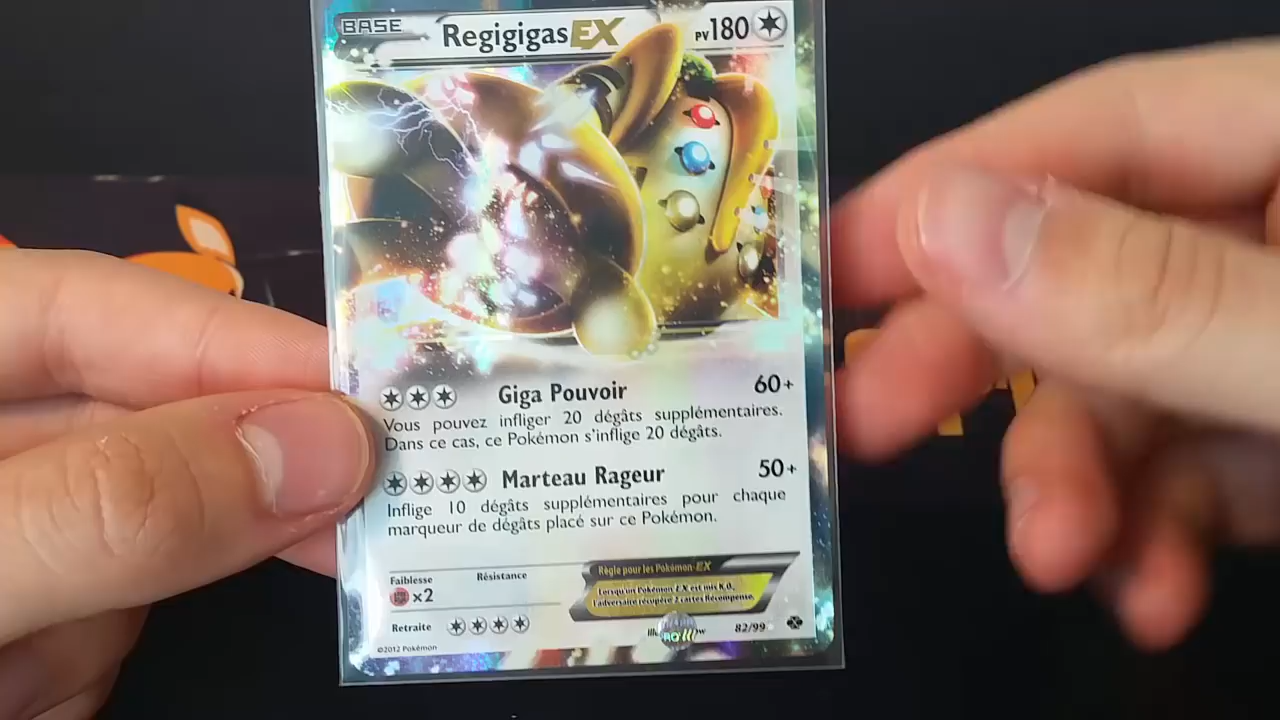 BASE Regigigas EX PV180
Giga Pouvoir 60+
Vous pouvez infliger 20 dégâts supplémentaires.
Dans ce cas, ce Pokémon s'inflige 20 dégâts.
Marteau Rageur 50+
Inflige 10 dégâts supplémentaires pour chaque
marqueur de dégâts placé sur ce Pokémon.
Faiblesse Résistance
×2
Règle pour les Pokémon-EX
Lorsqu'un Pokémon-EX est mis K.O.,
l'adversaire récupère 2 cartes Récompense.
Retraite
82/99
©2012 Pokémon